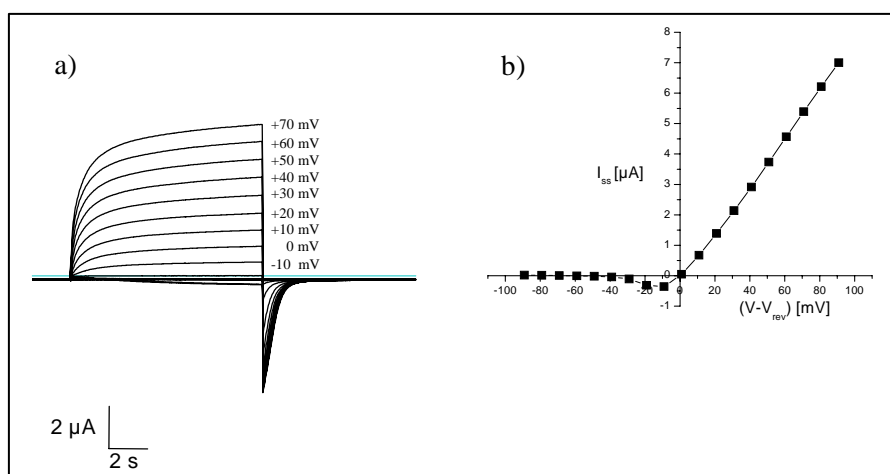 a)
+70 mV
+60 mV
+50 mV
+40 mV
+30 mV
+20 mV
+10 mV
0 mV
-10 mV
2 µA
2 s
b)
8
7
6
5
4
3
2
1
0
-1
I_ss [µA]
-100 -80 -60 -40 -20 0 20 40 60 80 100
(V-V_rev) [mV]